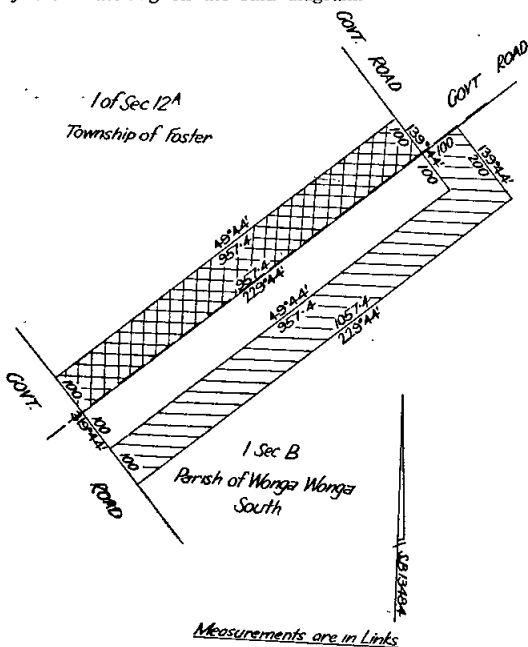 GOVT. ROAD
GOVT ROAD
1 of Sec 12A
Township of Foster
100
139°44'
100
100
200
139°44'
49°44'
957·4
957·4
229°44'
49°44'
957·4
1057·4
229°44'
GOVT. ROAD
100
100
319°44'
100
1 Sec B
Parish of Wonga Wonga
South
Measurements are in Links